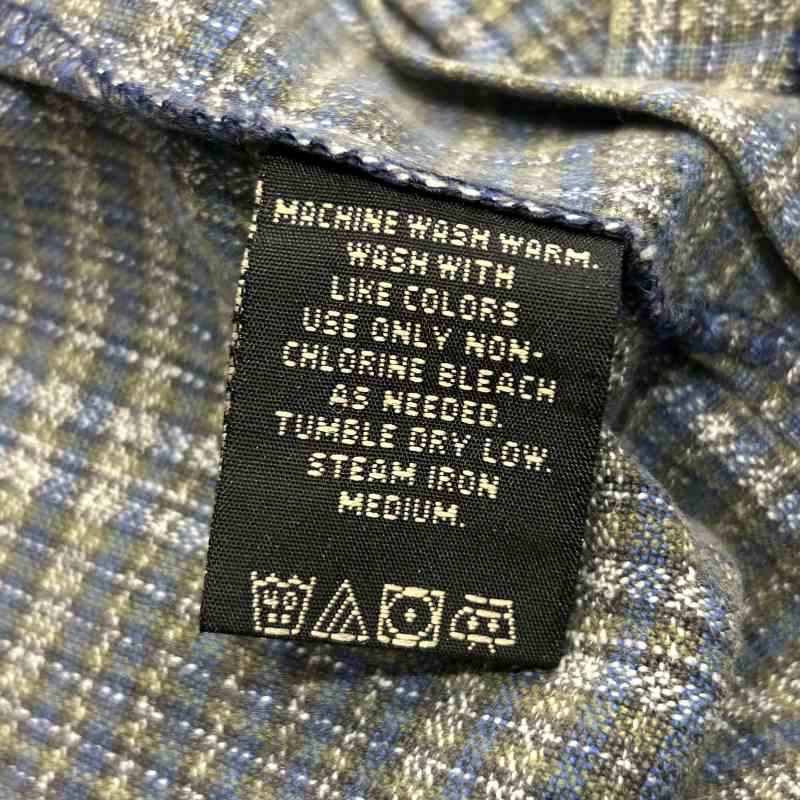 MACHINE WASH WARM.
WASH WITH
LIKE COLORS
USE ONLY NON-
CHLORINE BLEACH
AS NEEDED.
TUMBLE DRY LOW.
STEAM IRON
MEDIUM.
40